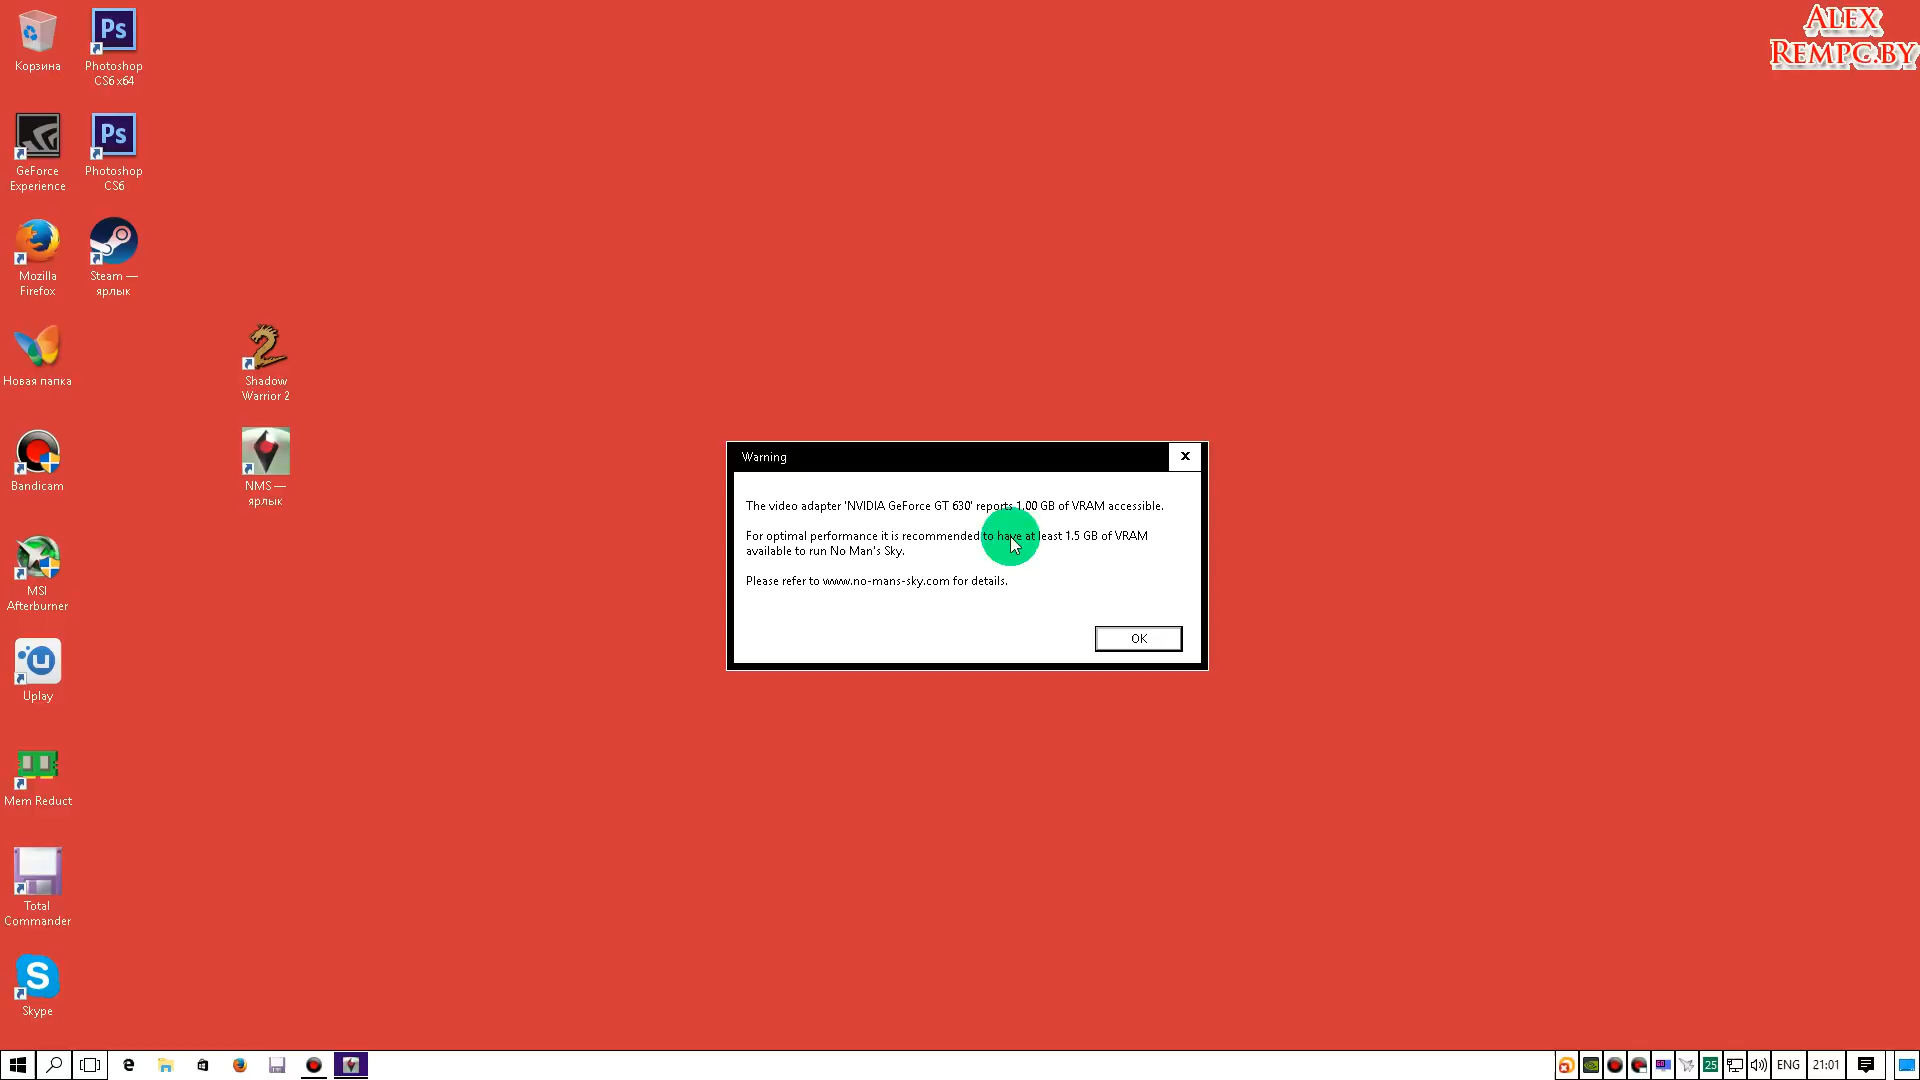 Корзина
Ps
Photoshop
CS6 x64
ALEX
REMPC.BY
GeForce
Experience
Ps
Photoshop
CS6
Mozilla
Firefox
Steam —
ярлык
Новая папка
2
Shadow
Warrior 2
Bandicam
NMS —
ярлык
Warning
The video adapter 'NVIDIA GeForce GT 630' reports 1,00 GB of VRAM accessible.
For optimal performance it is recommended to have at least 1.5 GB of VRAM
available to run No Man's Sky.
Please refer to www.no-mans-sky.com for details.
OK
MSI
Afterburner
Uplay
Mem Reduct
Total
Commander
S
Skype
25
ENG
21:01